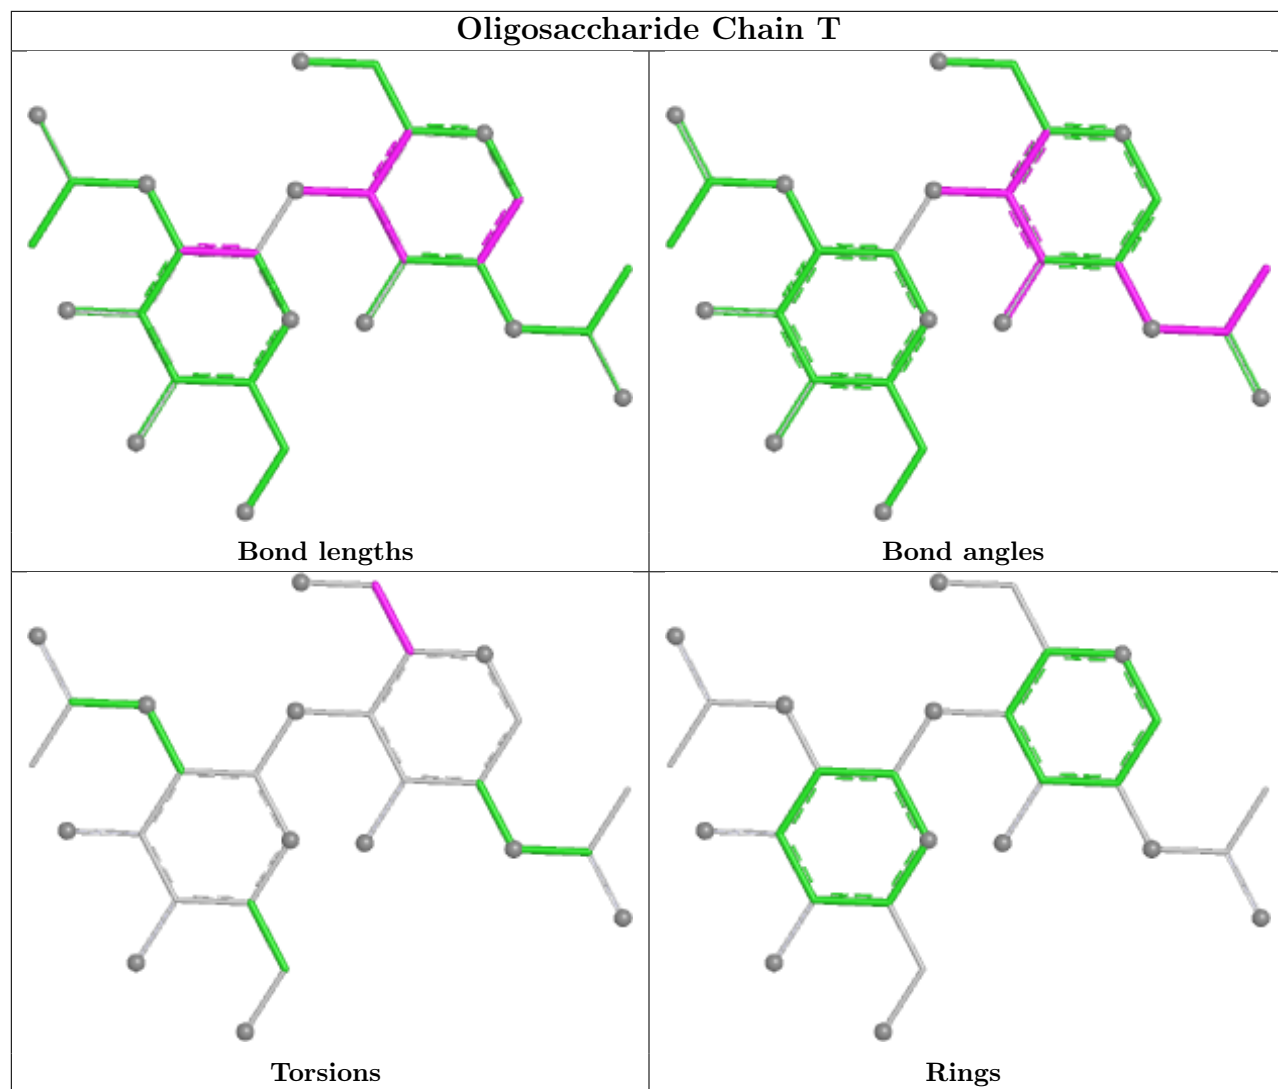 Oligosaccharide Chain T
Bond lengths
Bond angles
Torsions
Rings